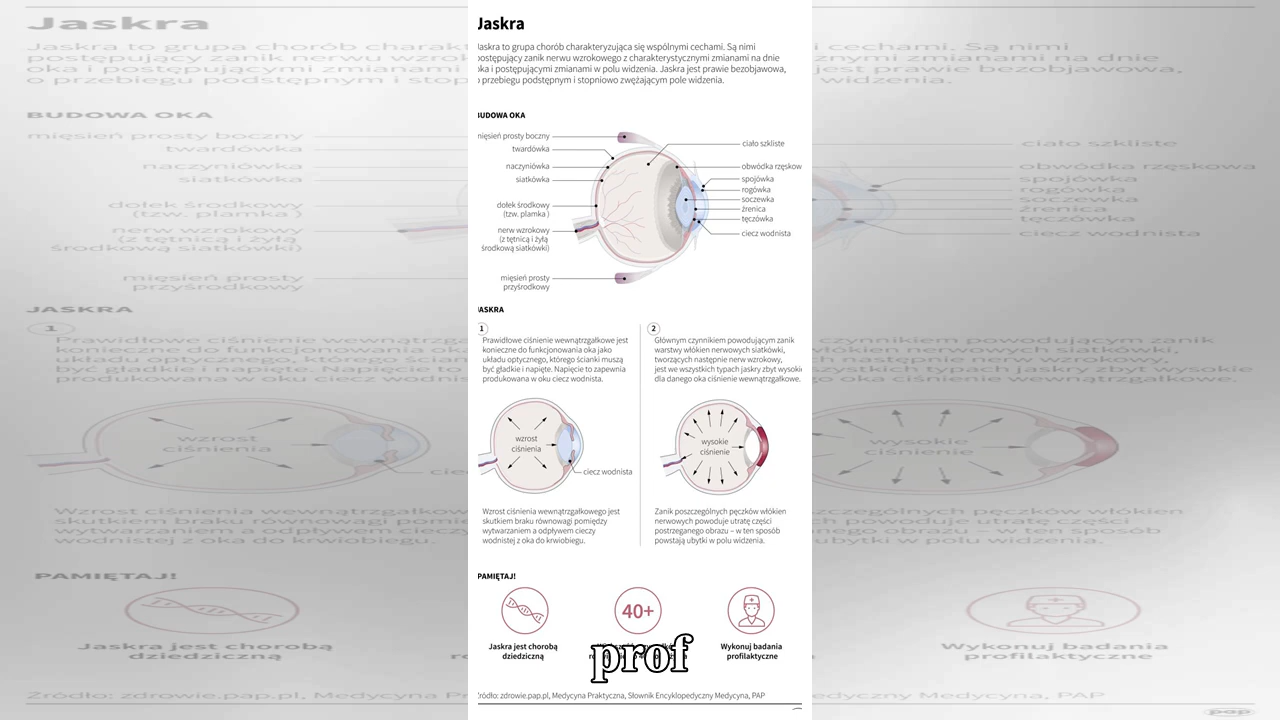 Jaskra
Jaskra to grupa chorób charakteryzująca się wspólnymi cechami. Są nimi
postępujący zanik nerwu wzrokowego z charakterystycznymi zmianami na dnie
oka i postępującymi zmianami w polu widzenia. Jaskra jest prawie bezobjawowa,
o przebiegu podstępnym i stopniowo zwężającym pole widzenia.
BUDOWA OKA
mięsień prosty boczny
twardówka
naczyniówka
siatkówka
dołek środkowy
(tzw. plamka )
nerw wzrokowy
(z tętnicą i żyłą
środkową siatkówki)
mięsień prosty
przyśrodkowy
ciało szkliste
obwódka rzęskowa
spojówka
rogówka
soczewka
źrenica
tęczówka
ciecz wodnista
JASKRA
1
Prawidłowe ciśnienie wewnątrzgałkowe jest
konieczne do funkcjonowania oka jako
układu optycznego, którego ścianki muszą
być gładkie i napięte. Napięcie to zapewnia
produkowana w oku ciecz wodnista.
wzrost
ciśnienia
ciecz wodnista
Wzrost ciśnienia wewnątrzgałkowego jest
skutkiem braku równowagi pomiędzy
wytwarzaniem a odpływem cieczy
wodnistej z oka do krwiobiegu.
2
Głównym czynnikiem powodującym zanik
warstwy włókien nerwowych siatkówki,
tworzących następnie nerw wzrokowy,
jest we wszystkich typach jaskry zbyt wysokie
dla danego oka ciśnienie wewnątrzgałkowe.
wysokie
ciśnienie
Zanik poszczególnych pęczków włókien
nerwowych powoduje utratę części
postrzeganego obrazu – w ten sposób
powstają ubytki w polu widzenia.
PAMIĘTAJ!
Jaskra jest chorobą
dziedziczną
40+
prof
Wykonuj badania
profilaktyczne
Źródło: zdrowie.pap.pl, Medycyna Praktyczna, Słownik Encyklopedyczny Medycyna, PAP